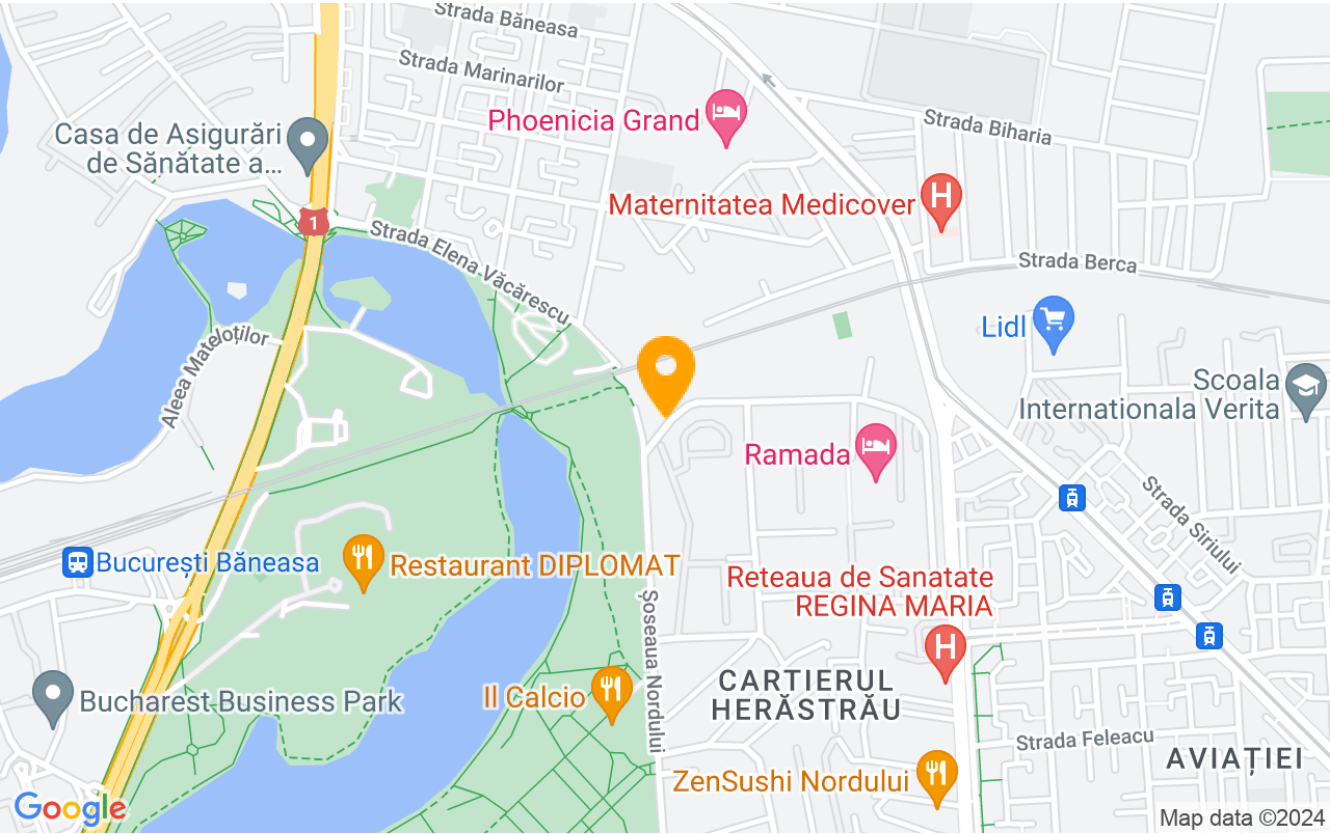 Strada Băneasa
Strada Marinarilor
Phoenicia Grand
Strada Biharia
Casa de Asigurări
de Sănătate a...
H
Maternitatea Medicover
1
Strada Elena Văcărescu
Strada Berca
Lidl
Aleea Mateloților
Scoala
Internationala Verita
Ramada
Strada Siriului
București Băneasa
Restaurant DIPLOMAT
Reteaua de Sanatate
REGINA MARIA
H
Șoseaua Nordului
Bucharest Business Park
Il Calcio
CARTIERUL
HERĂSTRĂU
Strada Feleacu
AVIAȚIEI
ZenSushi Nordului
Google
Map data ©2024